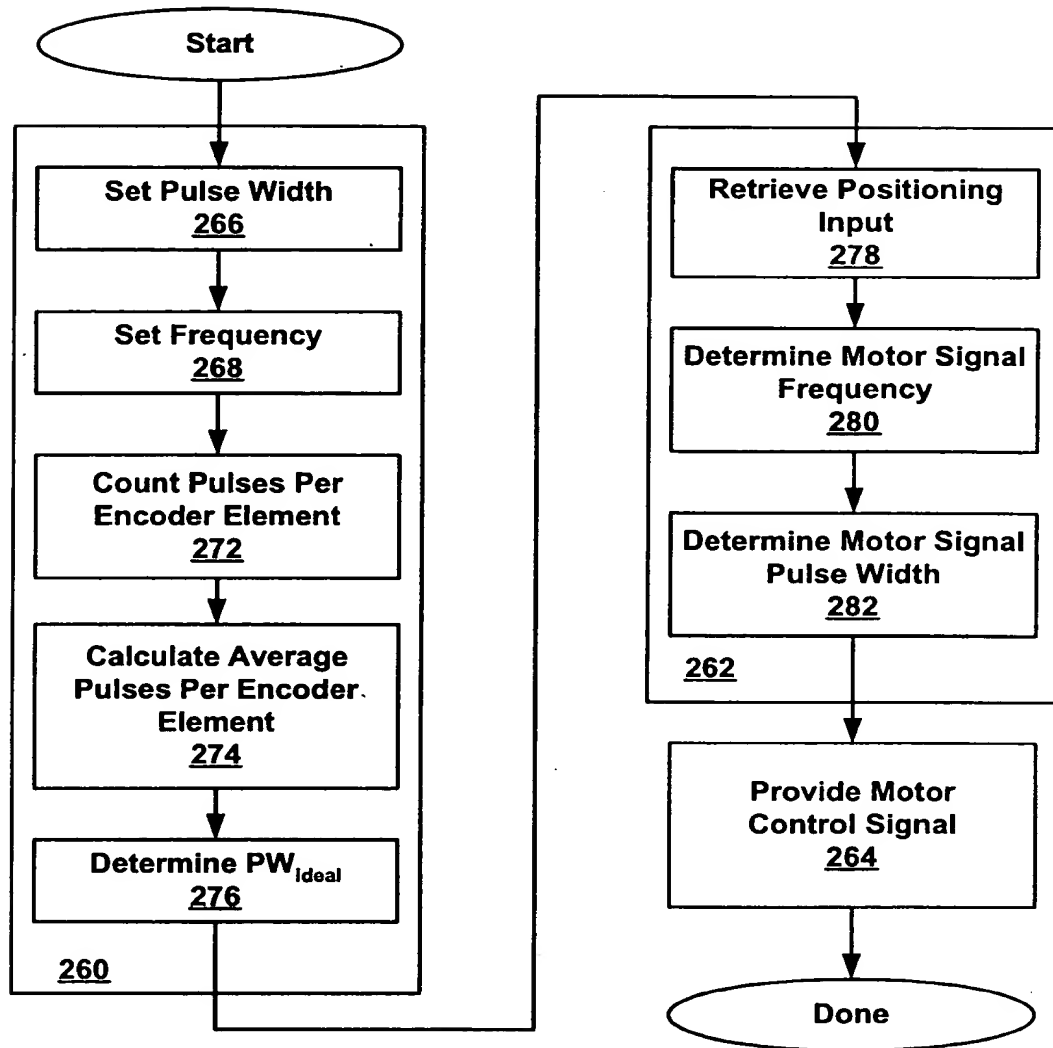 Start
Set Pulse Width
266
Set Frequency
268
Count Pulses Per
Encoder Element
272
Calculate Average
Pulses Per Encoder
Element
274
Determine PWideal
276
260
Retrieve Positioning
Input
278
Determine Motor Signal
Frequency
280
Determine Motor Signal
Pulse Width
282
262
Provide Motor
Control Signal
264
Done